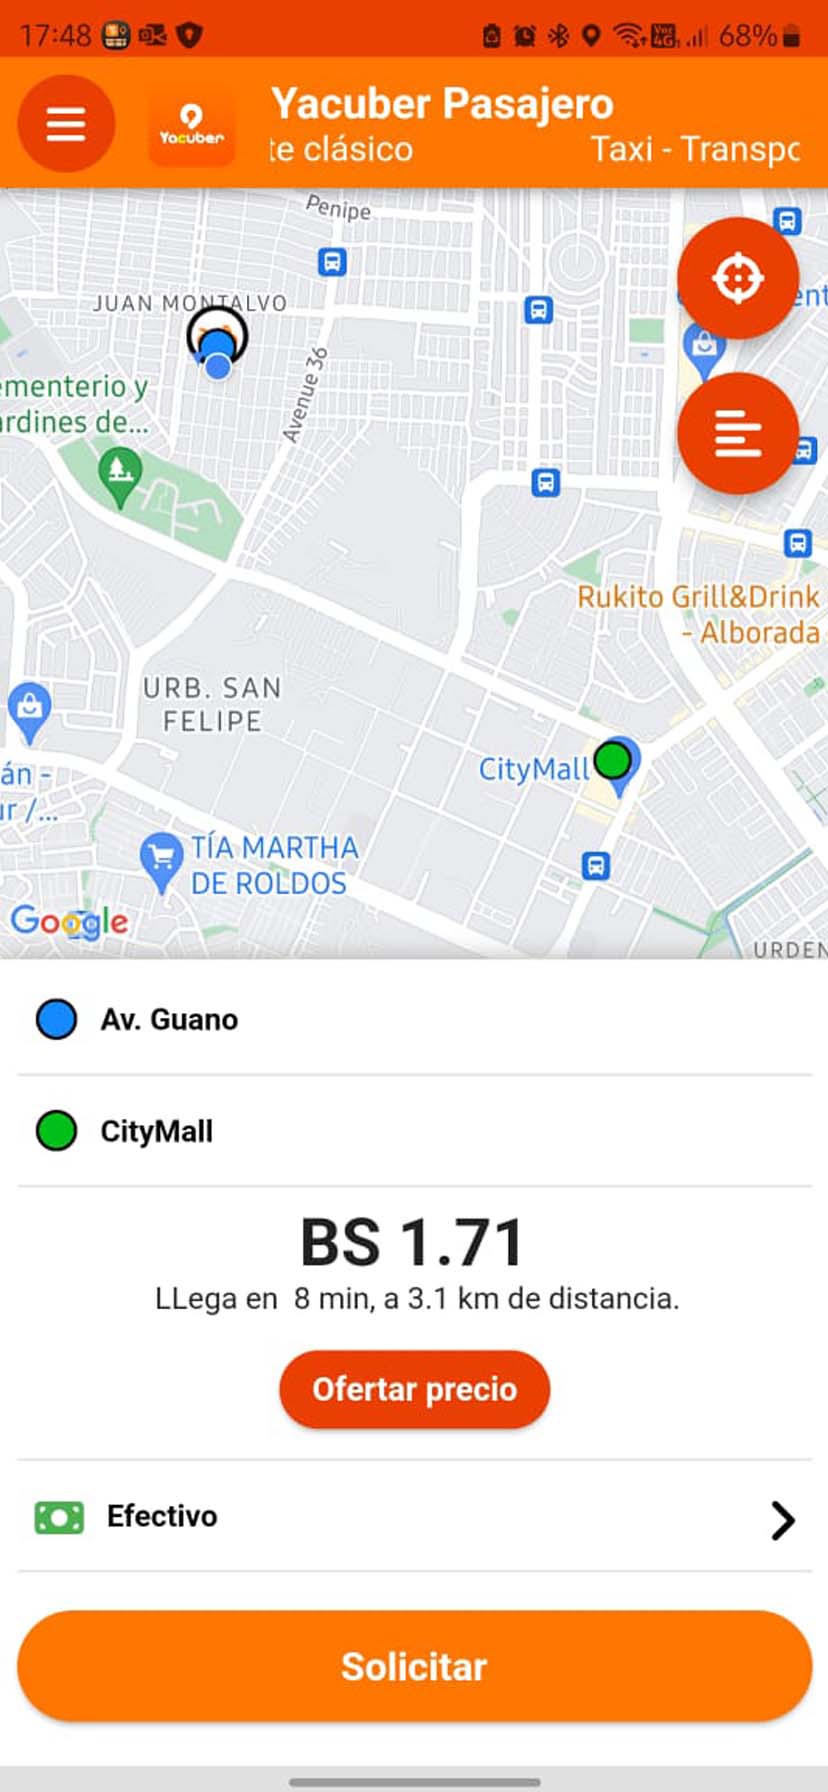 17:48 68%
Yacuber Pasajero
Yacuber
te clásico Taxi - Transpo
Penipe
JUAN MONTALVO
ent
Avenue 36
ementerio y
ardines de...
Rukito Grill&Drink
- Alborada
URB. SAN
FELIPE
CityMall
án -
ur /...
TÍA MARTHA
DE ROLDOS
Google
URDEN
Av. Guano
CityMall
BS 1.71
LLega en 8 min, a 3.1 km de distancia.
Ofertar precio
Efectivo
Solicitar